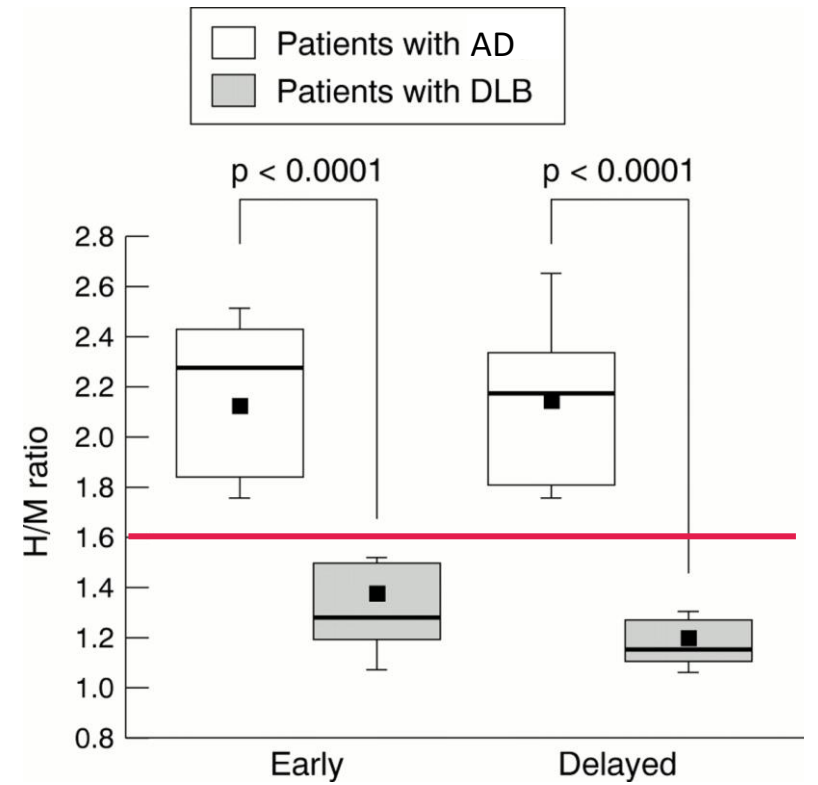 Patients with AD
Patients with DLB
p < 0.0001
p < 0.0001
2.8
2.6
2.4
2.2
2.0
1.8
1.6
1.4
1.2
1.0
0.8
H/M ratio
Early
Delayed